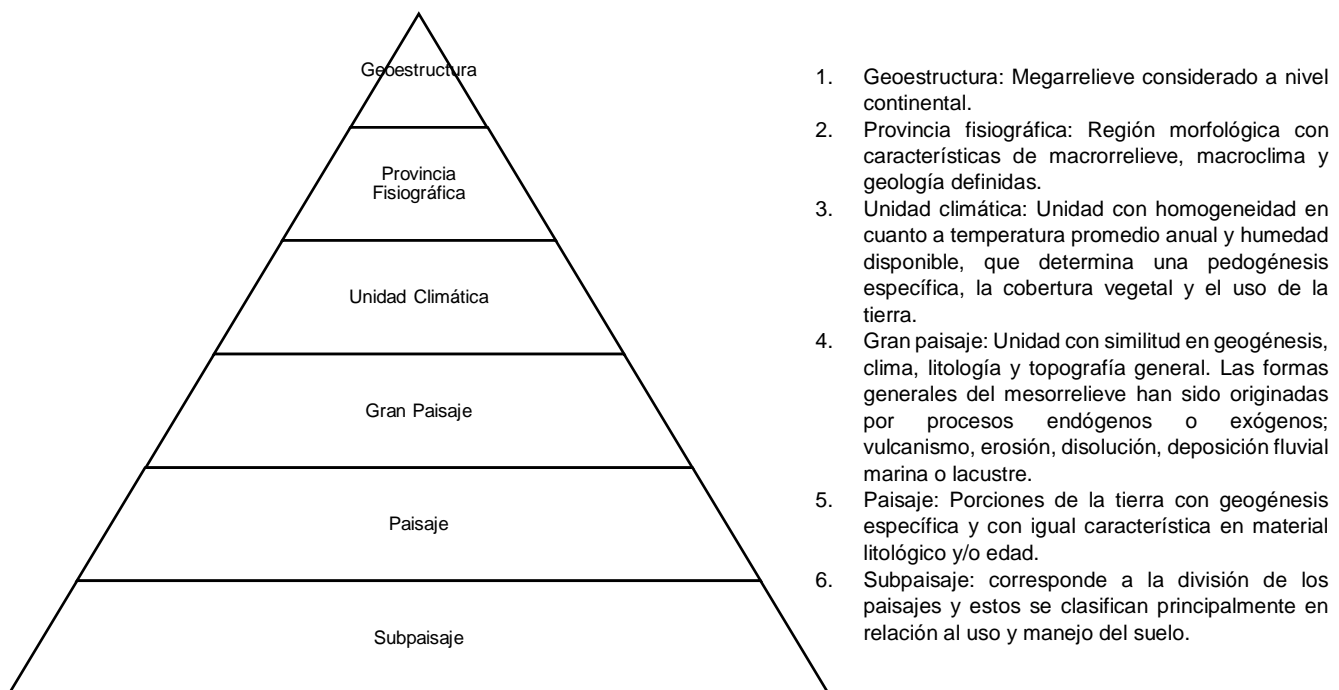 Geoestructura
Provincia
Fisiográfica
Unidad Climática
Gran Paisaje
Paisaje
Subpaisaje
1. Geoestructura: Megarrelieve considerado a nivel
continental.
2. Provincia fisiográfica: Región morfológica con
características de macrorrelieve, macroclima y
geología definidas.
3. Unidad climática: Unidad con homogeneidad en
cuanto a temperatura promedio anual y humedad
disponible, que determina una pedogénesis
específica, la cobertura vegetal y el uso de la
tierra.
4. Gran paisaje: Unidad con similitud en geogénesis,
clima, litología y topografía general. Las formas
generales del mesorrelieve han sido originadas
por procesos endógenos o exógenos;
vulcanismo, erosión, disolución, deposición fluvial
marina o lacustre.
5. Paisaje: Porciones de la tierra con geogénesis
específica y con igual característica en material
litológico y/o edad.
6. Subpaisaje: corresponde a la división de los
paisajes y estos se clasifican principalmente en
relación al uso y manejo del suelo.